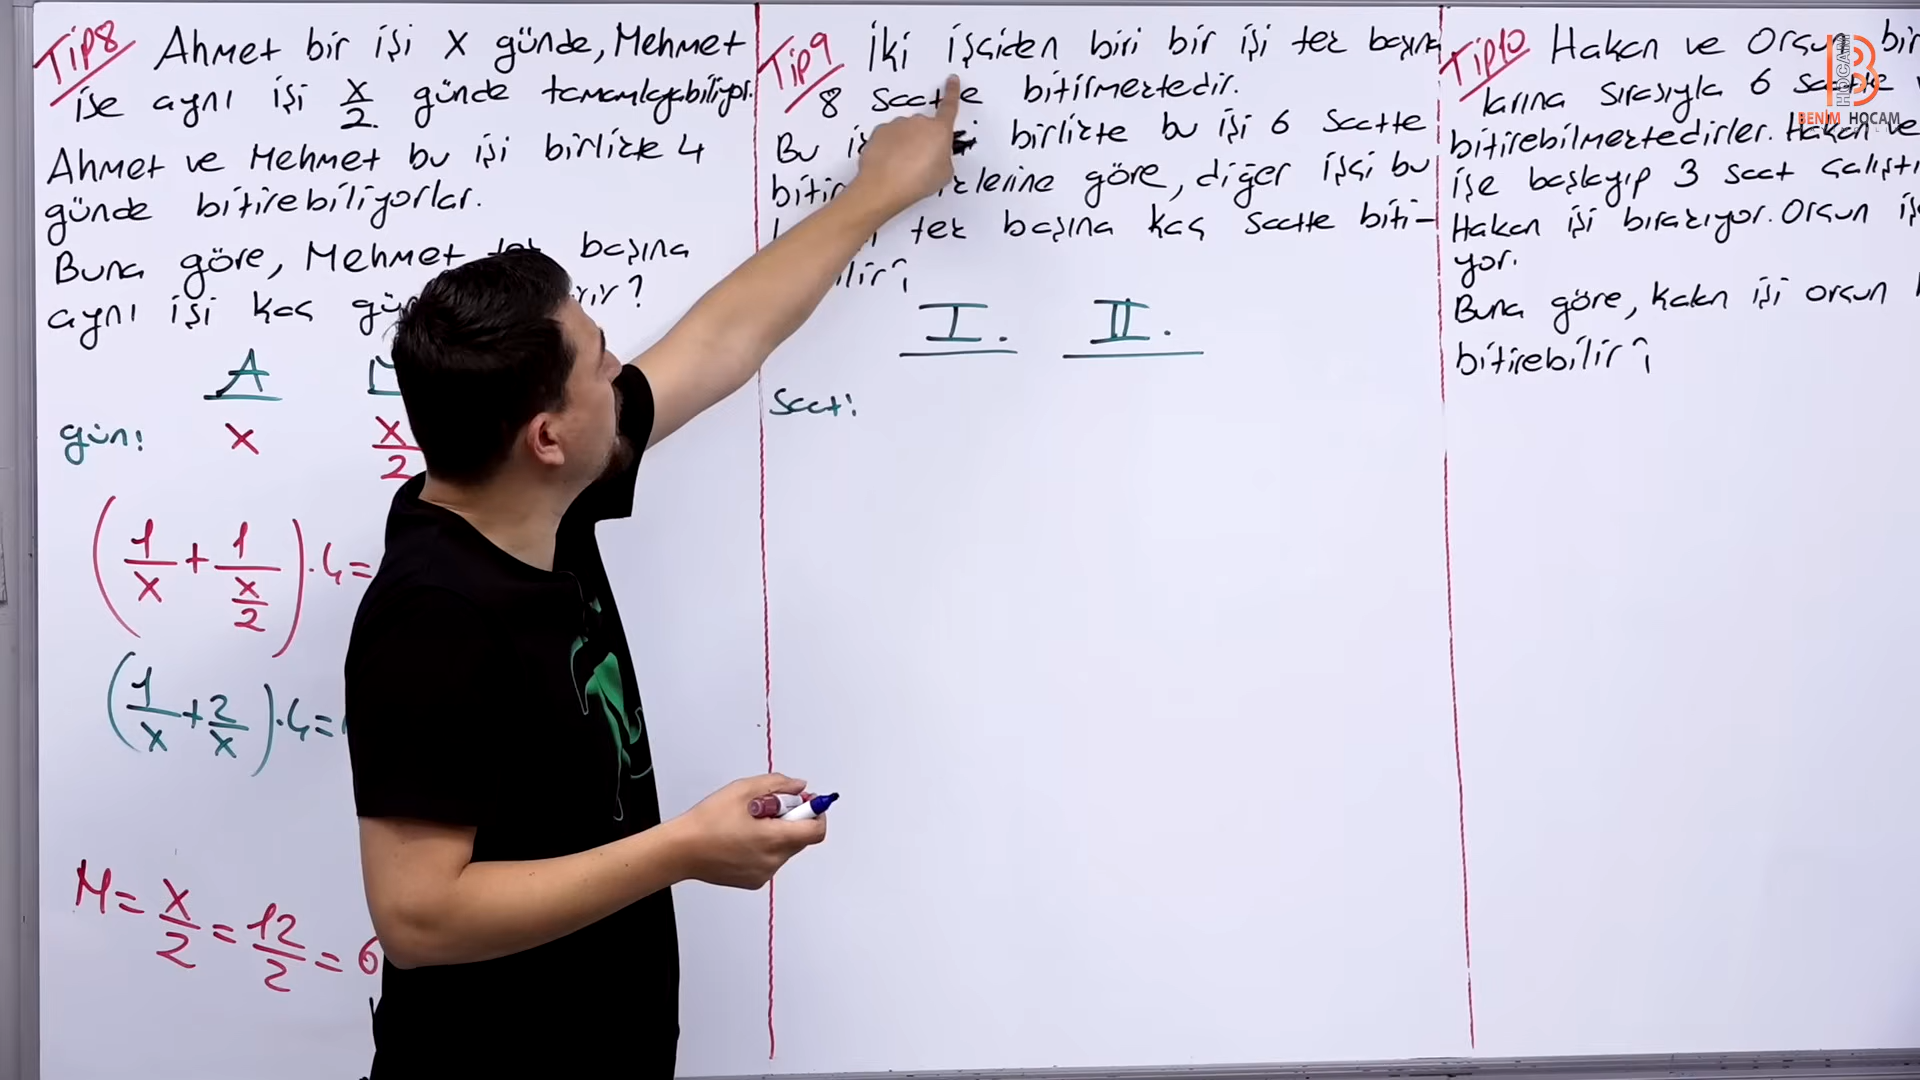 Tip8 Ahmet bir işi x günde, Mehmet
ise aynı işi x/2 günde tamamlayabiliyor.
Ahmet ve Mehmet bu işi birlikte 4
günde bitirebiliyorlar.
Buna göre, Mehmet başına
aynı işi kaç ?
A
gün: x x/2
(1/x + 1/(x/2)).4=
(1/x + 2/x).4=
M= x/2 = 12/2 = 6
Tip9 İki işçiden biri bir işi tek başına
8 saatte bitirmektedir.
Bu birlikte bu işi 6 saatte
göre, diğer işçi bu
tek başına kaç saatte biti-
?
I. II.
Saat:
Tip10 Hakan ve Orçun bir
larına sırasıyla 6 saatte
bitirebilmektedirler. Hakan ve
işe başlayıp 3 saat
Hakan işi bırakıyor. Orçun
yor.
Buna göre, kalan işi orçun
bitirebilir?
B
HOCAM
BENİM HOCAM